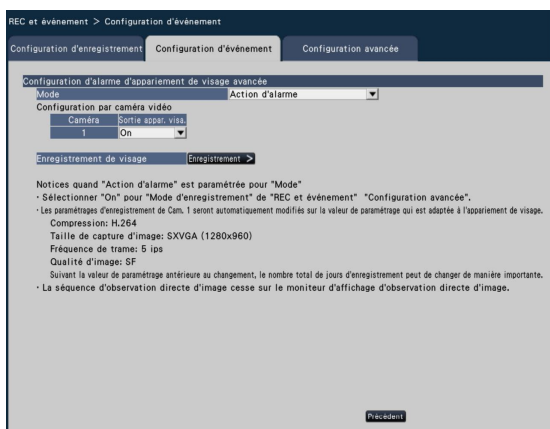 REC et événement > Configuration d'événement
Configuration d'enregistrement
Configuration d'événement
Configuration avancée
Configuration d'alarme d'appariement de visage avancée
Mode Action d'alarme
Configuration par caméra vidéo
Caméra Sortie appar. visa.
1 On
Enregistrement de visage Enregistrement >
Notices quand "Action d'alarme" est paramétrée pour "Mode"
· Sélectionner "On" pour "Mode d'enregistrement" de "REC et événement" "Configuration avancée".
· Les paramétrages d'enregistrement de Cam. 1 seront automatiquement modifiés sur la valeur de paramétrage qui est adaptée à l'appariement de visage.
Compression: H.264
Taille de capture d'image: SXVGA (1280x960)
Fréquence de trame: 5 ips
Qualité d'image: SF
Suivant la valeur de paramétrage antérieure au changement, le nombre total de jours d'enregistrement peut de changer de manière importante.
· La séquence d'observation directe d'image cesse sur le moniteur d'affichage d'observation directe d'image.
Précédent